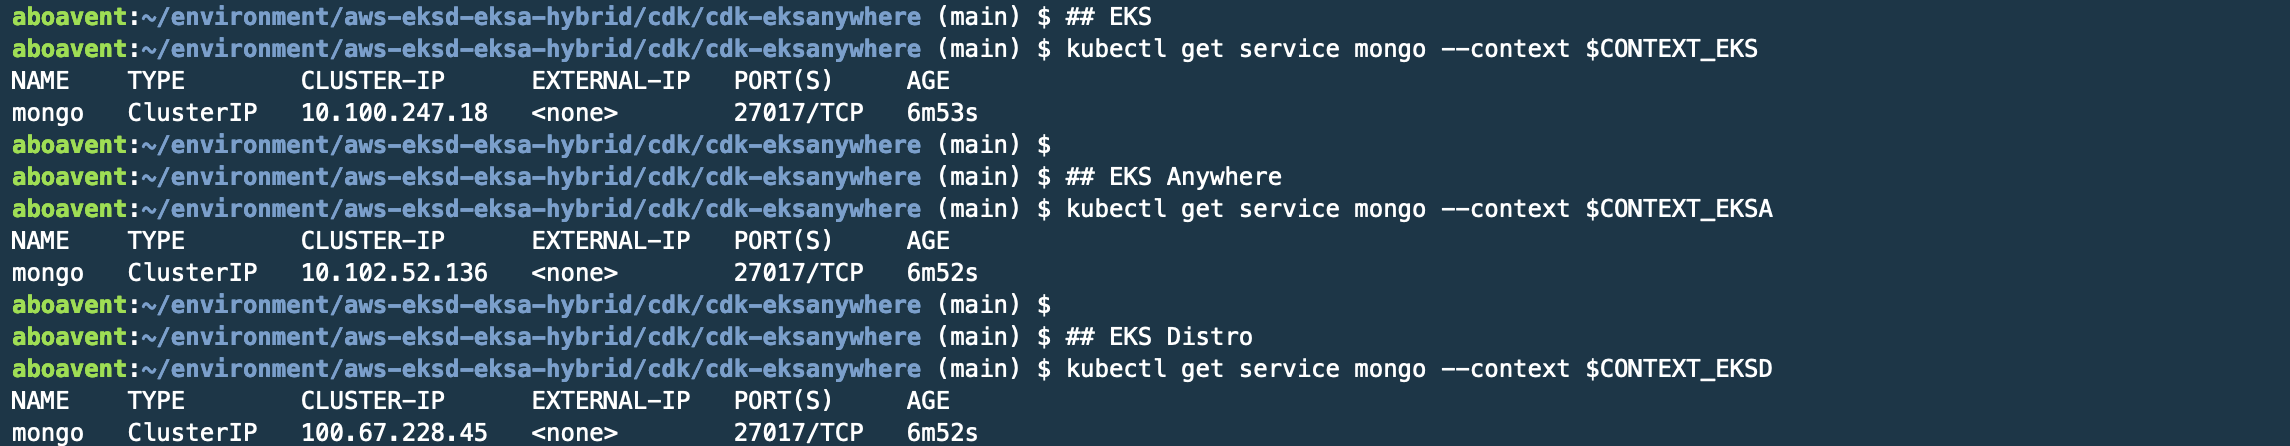 aboavent:~/environment/aws-eksd-eksa-hybrid/cdk/cdk-eksanywhere (main) $ ## EKS
aboavent:~/environment/aws-eksd-eksa-hybrid/cdk/cdk-eksanywhere (main) $ kubectl get service mongo --context $CONTEXT_EKS
NAME    TYPE        CLUSTER-IP      EXTERNAL-IP   PORT(S)     AGE
mongo   ClusterIP   10.100.247.18   <none>        27017/TCP   6m53s
aboavent:~/environment/aws-eksd-eksa-hybrid/cdk/cdk-eksanywhere (main) $
aboavent:~/environment/aws-eksd-eksa-hybrid/cdk/cdk-eksanywhere (main) $ ## EKS Anywhere
aboavent:~/environment/aws-eksd-eksa-hybrid/cdk/cdk-eksanywhere (main) $ kubectl get service mongo --context $CONTEXT_EKSA
NAME    TYPE        CLUSTER-IP      EXTERNAL-IP   PORT(S)     AGE
mongo   ClusterIP   10.102.52.136   <none>        27017/TCP   6m52s
aboavent:~/environment/aws-eksd-eksa-hybrid/cdk/cdk-eksanywhere (main) $
aboavent:~/environment/aws-eksd-eksa-hybrid/cdk/cdk-eksanywhere (main) $ ## EKS Distro
aboavent:~/environment/aws-eksd-eksa-hybrid/cdk/cdk-eksanywhere (main) $ kubectl get service mongo --context $CONTEXT_EKSD
NAME    TYPE        CLUSTER-IP      EXTERNAL-IP   PORT(S)     AGE
mongo   ClusterIP   100.67.228.45   <none>        27017/TCP   6m52s